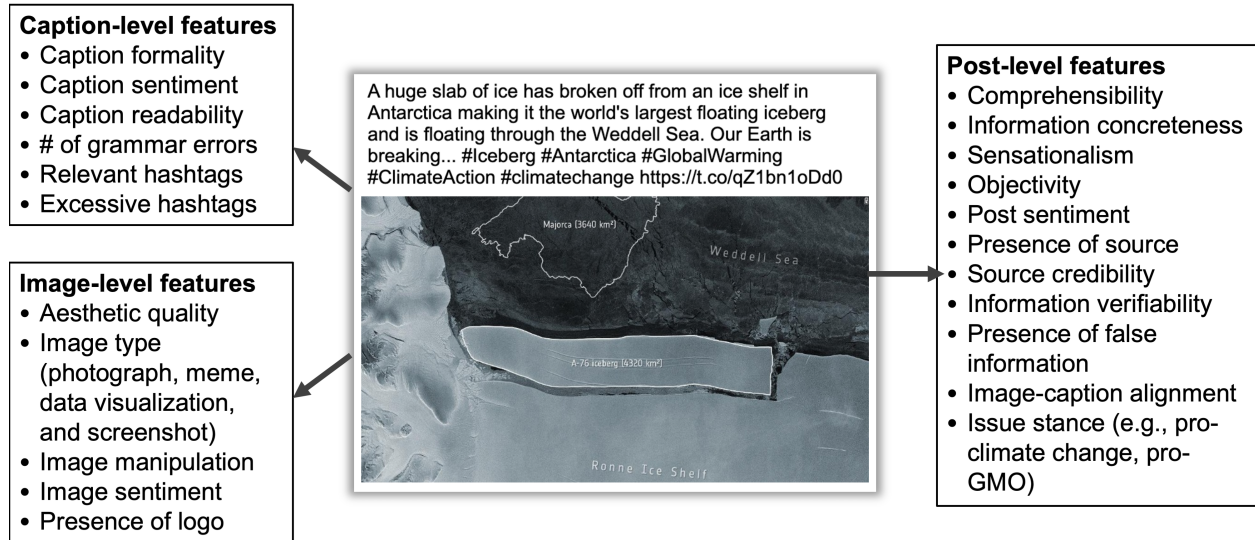 Caption-level features
• Caption formality
• Caption sentiment
• Caption readability
• # of grammar errors
• Relevant hashtags
• Excessive hashtags
Image-level features
• Aesthetic quality
• Image type
(photograph, meme,
data visualization,
and screenshot)
• Image manipulation
• Image sentiment
• Presence of logo
A huge slab of ice has broken off from an ice shelf in
Antarctica making it the world's largest floating iceberg
and is floating through the Weddell Sea. Our Earth is
breaking... #Iceberg #Antarctica #GlobalWarming
#ClimateAction #climatechange https://t.co/qZ1bn1oDd0
Majorca (3640 km²)
Weddell Sea
A-76 iceberg (4320 km²)
Ronne Ice Shelf
Post-level features
• Comprehensibility
• Information concreteness
• Sensationalism
• Objectivity
• Post sentiment
• Presence of source
• Source credibility
• Information verifiability
• Presence of false
information
• Image-caption alignment
• Issue stance (e.g., pro-
climate change, pro-
GMO)